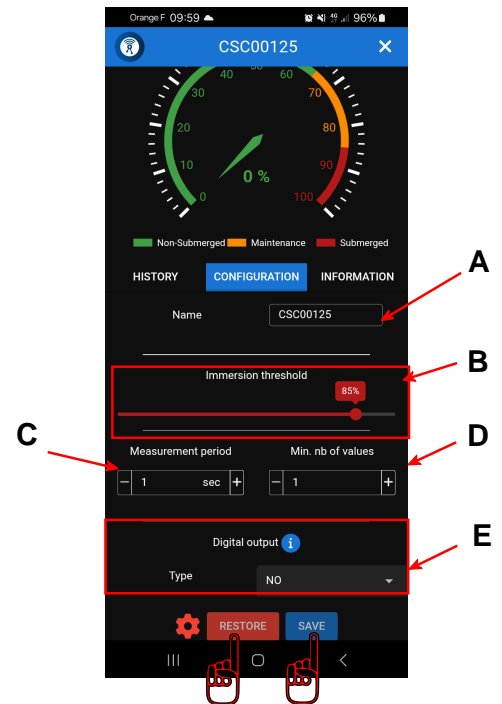 Orange F 09:59 4G 96%
CSC00125
0 10 20 30 40 50 60 70 80 90 100
0 %
Non-Submerged Maintenance Submerged
HISTORY CONFIGURATION INFORMATION
A
Name CSC00125
B
Immersion threshold
85%
C
D
Measurement period Min. nb of values
− 1 sec + − 1 +
E
Digital output i
Type NO
RESTORE SAVE